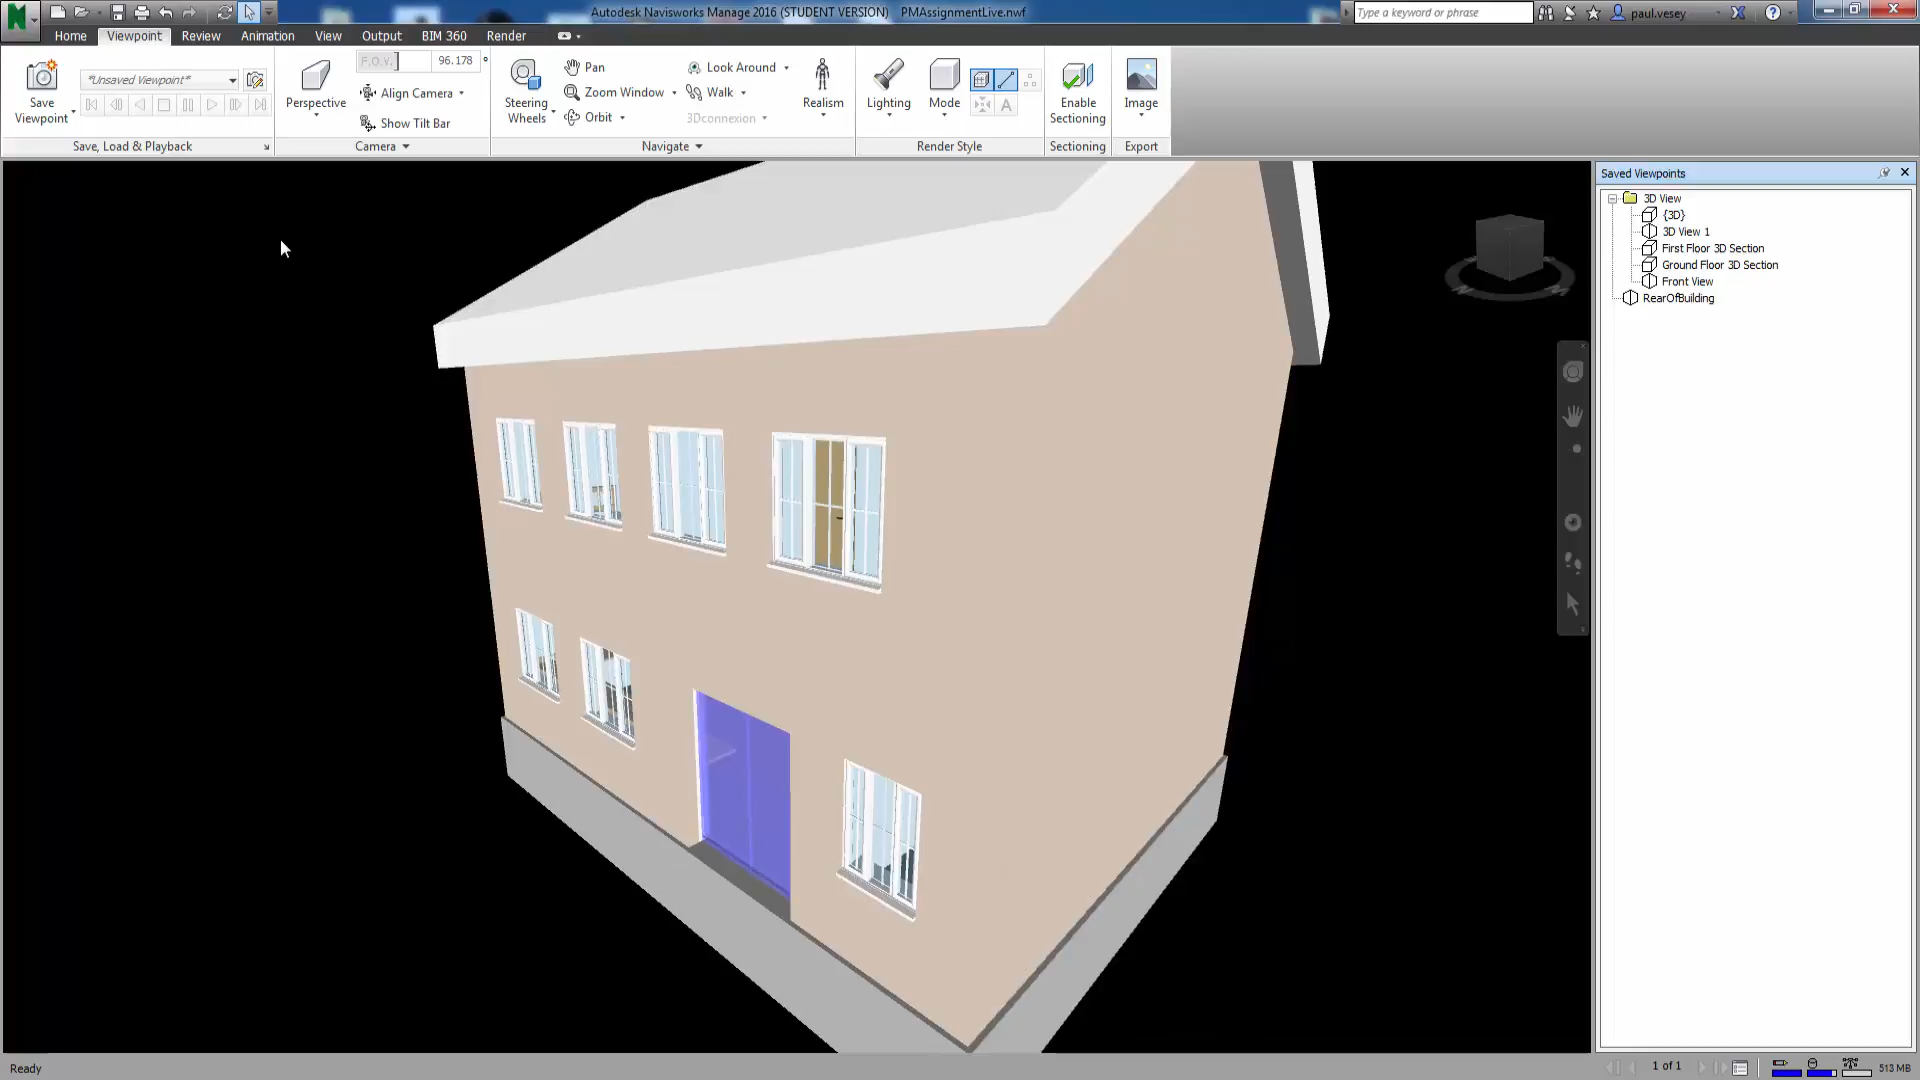 Autodesk Navisworks Manage 2016 (STUDENT VERSION) PMAssignmentLive.nwf
Type a keyword or phrase
paul.vesey
Home Viewpoint Review Animation View Output BIM 360 Render
Save Viewpoint
*Unsaved Viewpoint*
Save, Load & Playback
Perspective
F.O.V. 96.178 °
Align Camera
Show Tilt Bar
Camera
Steering Wheels
Pan
Zoom Window
Orbit
Look Around
Walk
3Dconnexion
Realism
Navigate
Lighting
Mode
A
Render Style
Enable Sectioning
Sectioning
Image
Export
Saved Viewpoints
3D View
{3D}
3D View 1
First Floor 3D Section
Ground Floor 3D Section
Front View
RearOfBuilding
Ready
1 of 1
513 MB